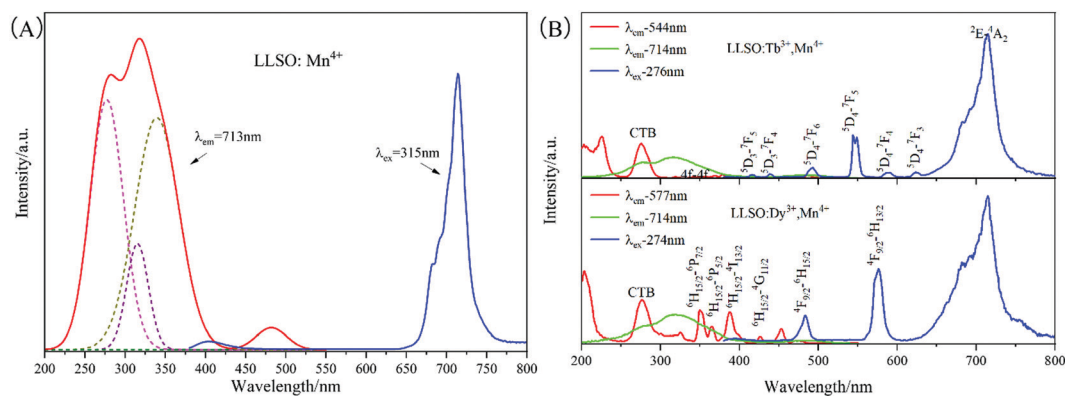 (A)
LLSO: Mn⁴⁺
λem=713nm
λex=315nm
Intensity/a.u.
200 250 300 350 400 450 500 550 600 650 700 750 800
Wavelength/nm
(B)
λem-544nm
λem-714nm
λex-276nm
LLSO:Tb³⁺,Mn⁴⁺
²E-⁴A₂
CTB
4f-4f
⁵D₃-⁷F₅
⁵D₃-⁷F₄
⁵D₄-⁷F₆
⁵D₄-⁷F₅
⁵D₄-⁷F₄
⁵D₄-⁷F₃
λem-577nm
λem-714nm
λex-274nm
LLSO:Dy³⁺,Mn⁴⁺
CTB
⁶H15/2-⁶P7/2
⁶H15/2-⁶P5/2
⁶H15/2-⁴I13/2
⁶H15/2-⁴G11/2
⁴F9/2-⁶H15/2
⁴F9/2-⁶H13/2
Intensity/a.u.
200 300 400 500 600 700 800
Wavelength/nm